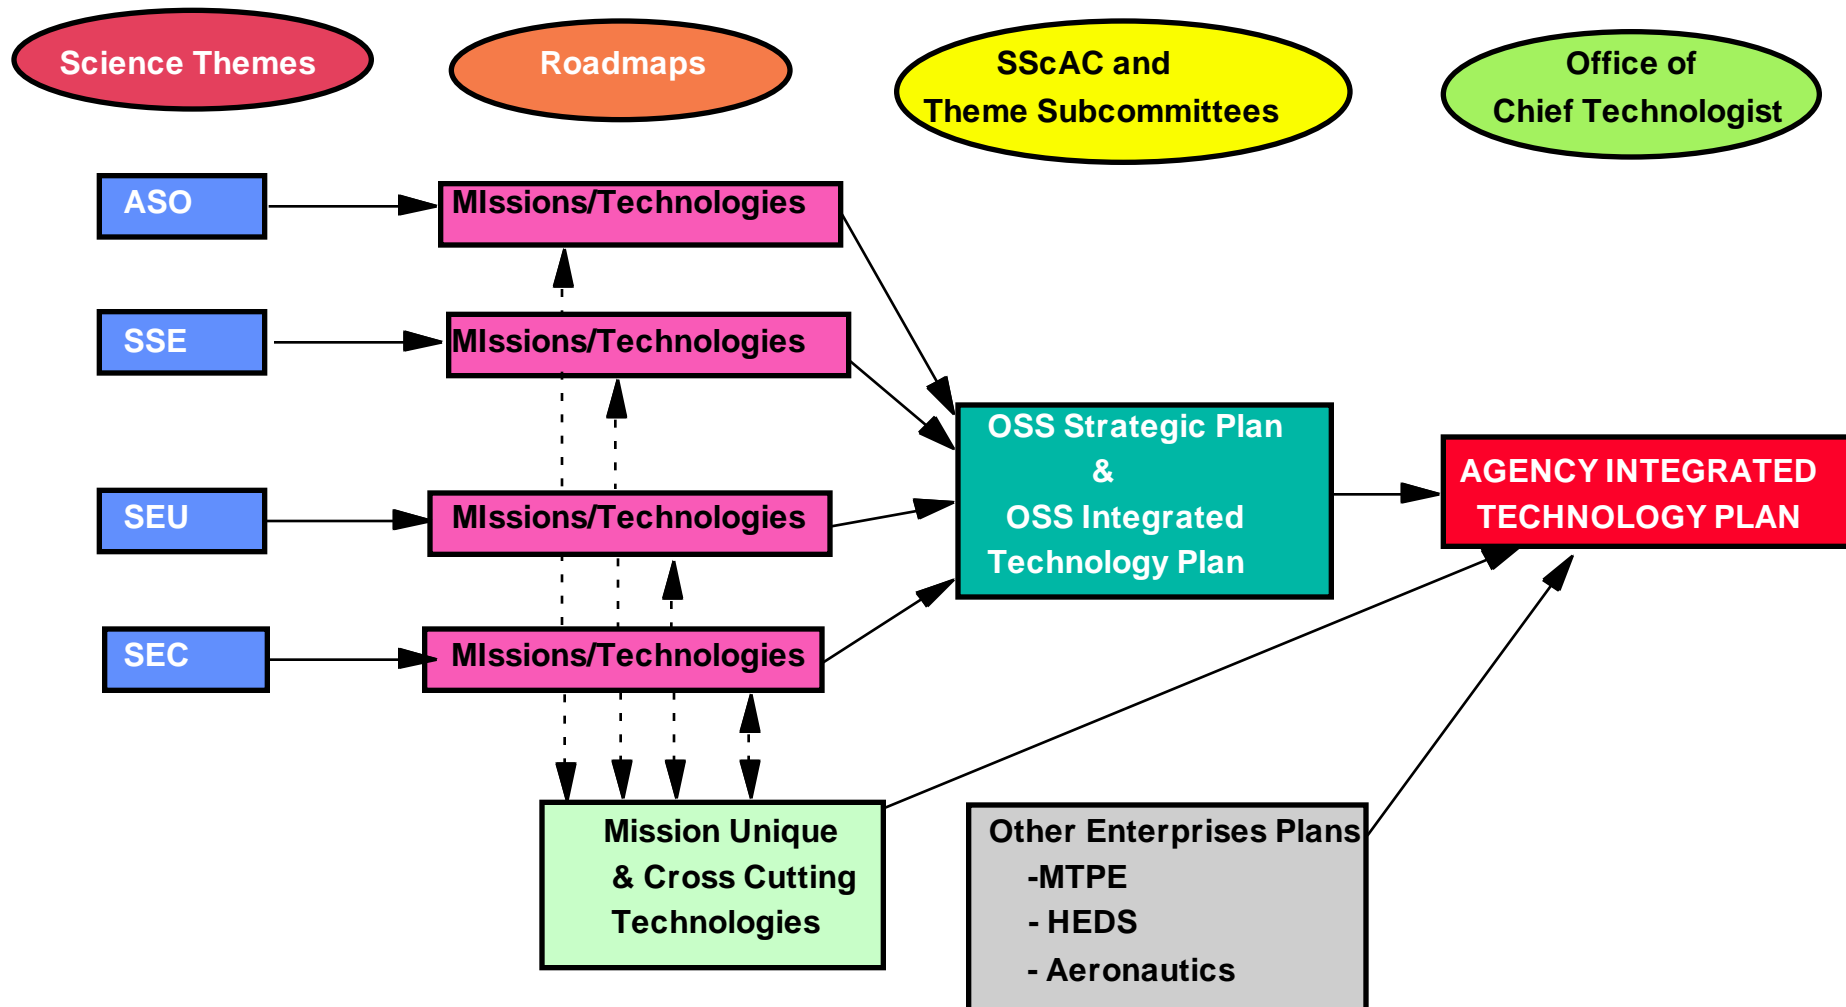 Science Themes
Roadmaps
SScAC and
Theme Subcommittees
Office of
Chief Technologist
ASO
MIssions/Technologies
SSE
MIssions/Technologies
SEU
MIssions/Technologies
SEC
MIssions/Technologies
OSS Strategic Plan
&
OSS Integrated
Technology Plan
AGENCY INTEGRATED
TECHNOLOGY PLAN
Mission Unique
& Cross Cutting
Technologies
Other Enterprises Plans
-MTPE
- HEDS
- Aeronautics